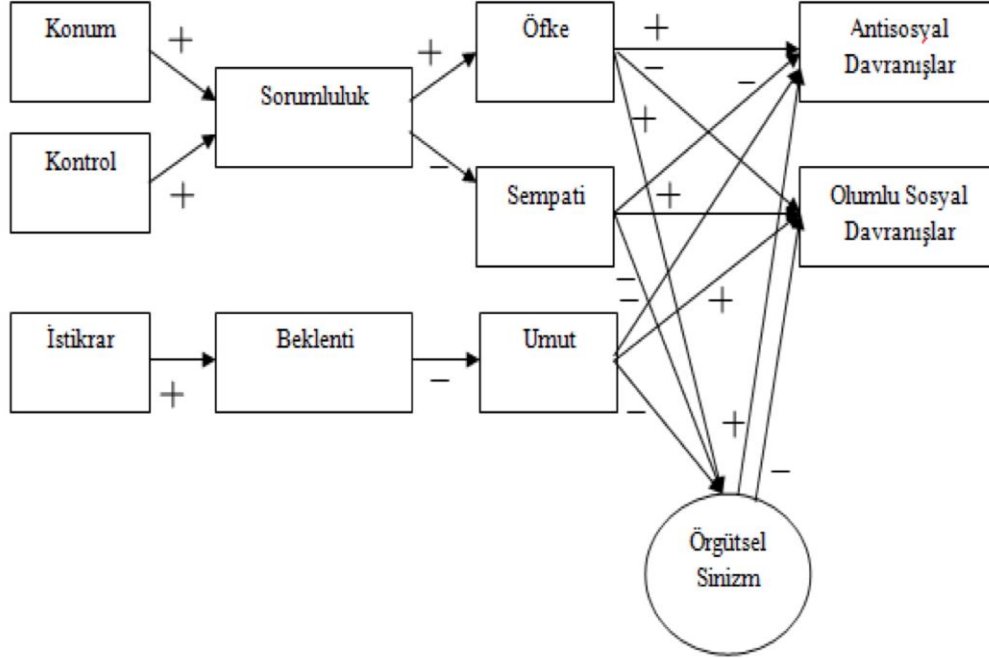 Konum
Öfke
Antisosyal
Davranışlar
+
+
+
Sorumluluk
−
−
Kontrol
+
+
−
Sempati
+
Olumlu Sosyal
Davranışlar
−
−
+
İstikrar
Beklenti
Umut
+
−
−
+
−
Örgütsel
Sinizm